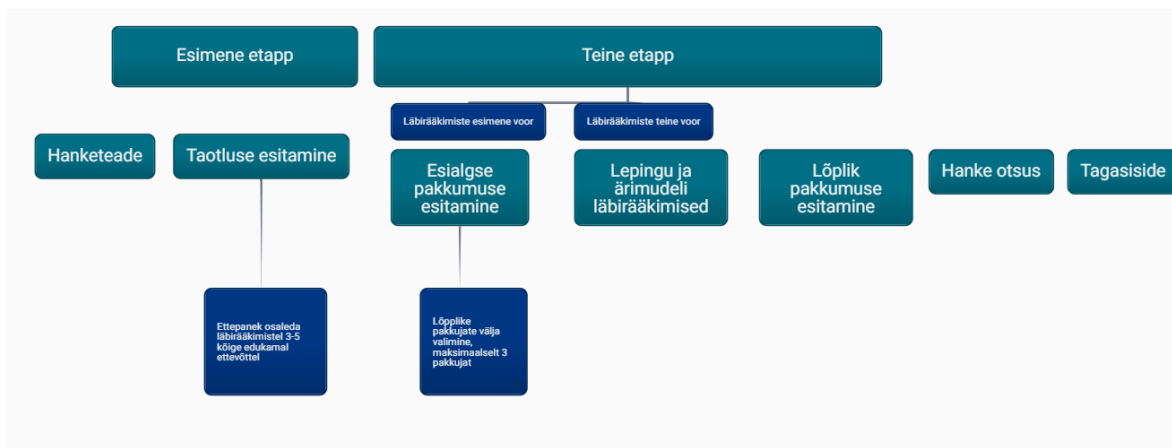 Esimene etapp
Teine etapp
Läbirääkimiste esimene voor
Läbirääkimiste teine voor
Hanketeade
Taotluse esitamine
Esialgse
pakkumuse
esitamine
Lepingu ja
ärimudeli
läbirääkimised
Lõplik
pakkumuse
esitamine
Hanke otsus
Tagasiside
Ettepanek osaleda
läbirääkimistel 3-5
kõige edukamal
ettevõttel
Lõpplike
pakkujate välja
valimine,
maksimaalselt 3
pakkujat